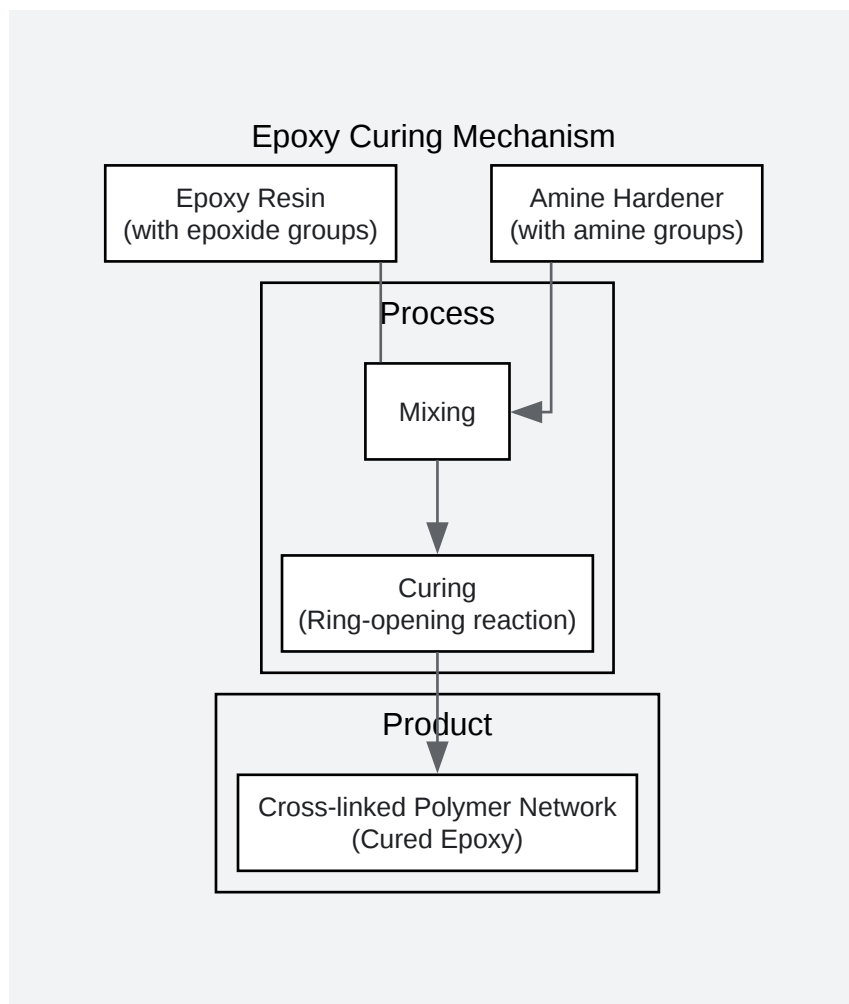 Epoxy Curing Mechanism
Epoxy Resin
(with epoxide groups)
Amine Hardener
(with amine groups)
Process
Mixing
Curing
(Ring-opening reaction)
Product
Cross-linked Polymer Network
(Cured Epoxy)